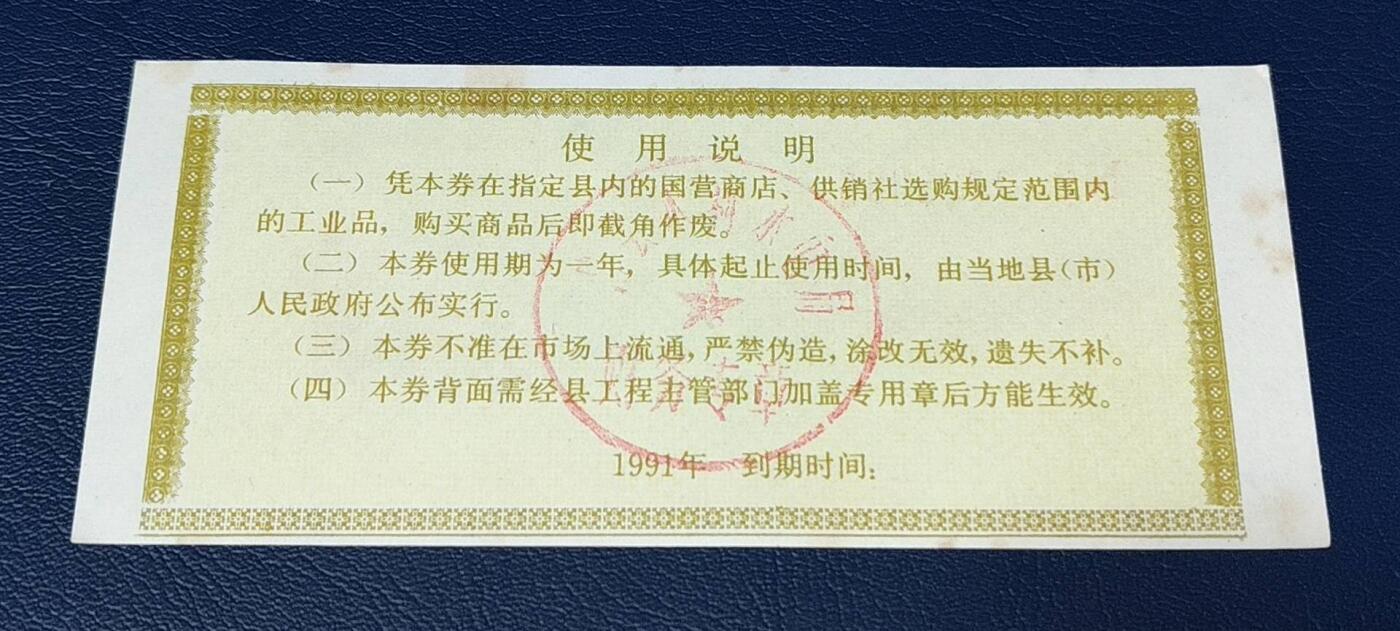 使用说明
(一)凭本券在指定县内的国营商店、供销社选购规定范围内
的工业品，购买商品后即截角作废。
(二)本券使用期为一年，具体起止使用时间，由当地县(市)
人民政府公布实行。
(三)本券不准在市场上流通，严禁伪造，涂改无效，遗失不补。
(四)本券背面需经县工程主管部门加盖专用章后方能生效。
1991年 到期时间：
财务专章